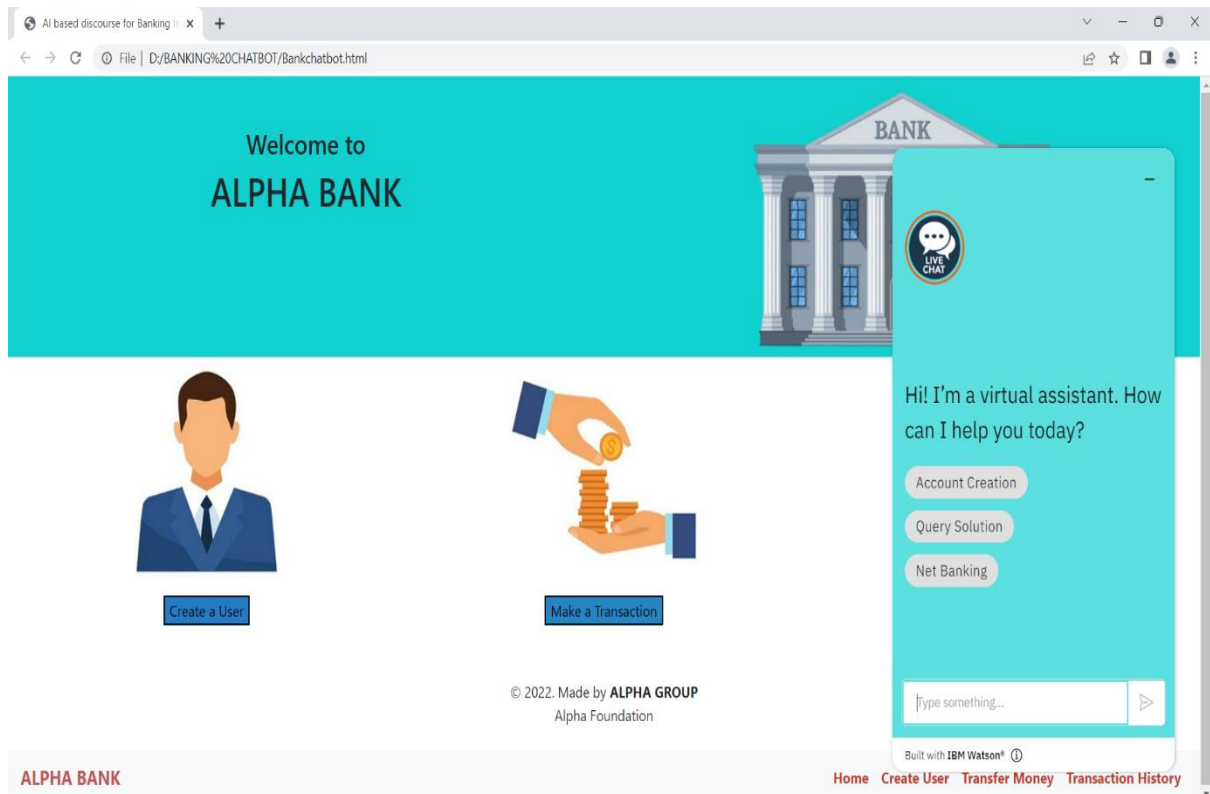 AI based discourse for Banking In
File | D:/BANKING%20CHATBOT/Bankchatbot.html
Welcome to
ALPHA BANK
BANK
LIVE
CHAT
Hi! I'm a virtual assistant. How
can I help you today?
Account Creation
Query Solution
Net Banking
Create a User
Make a Transaction
© 2022. Made by ALPHA GROUP
Alpha Foundation
Type something...
Built with IBM Watson®
ALPHA BANK
Home Create User Transfer Money Transaction History